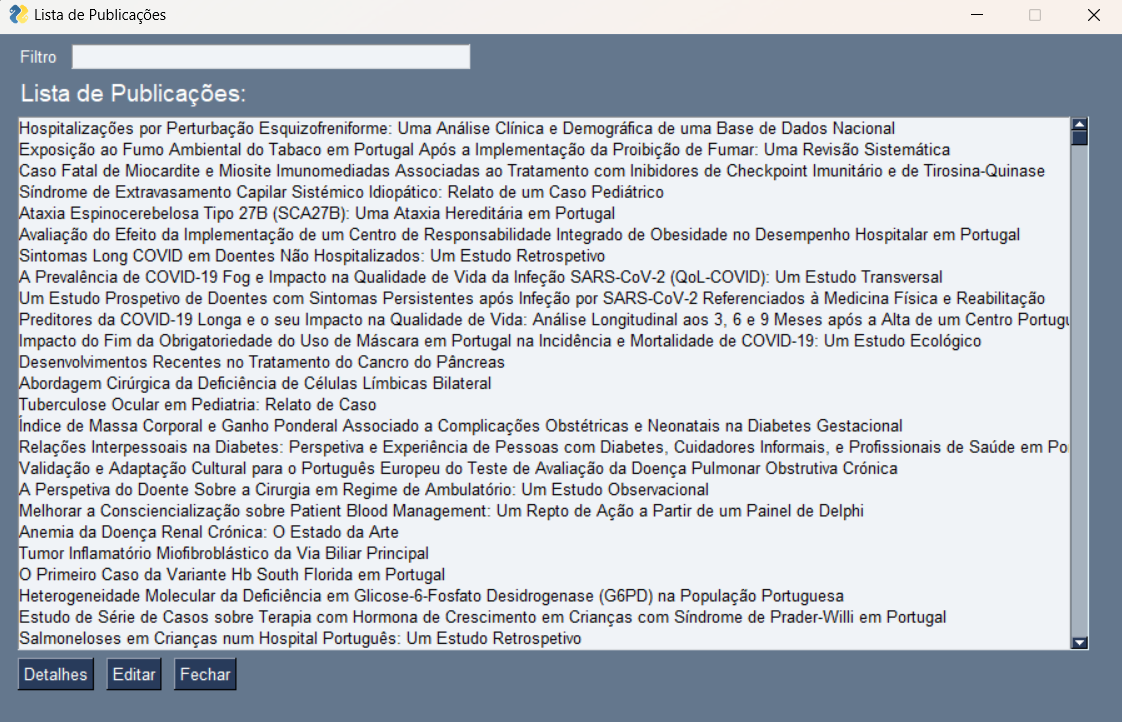 Lista de Publicações
Filtro
Lista de Publicações:
Hospitalizações por Perturbação Esquizofreniforme: Uma Análise Clínica e Demográfica de uma Base de Dados Nacional
Exposição ao Fumo Ambiental do Tabaco em Portugal Após a Implementação da Proibição de Fumar: Uma Revisão Sistemática
Caso Fatal de Miocardite e Miosite Imunomediadas Associadas ao Tratamento com Inibidores de Checkpoint Imunitário e de Tirosina-Quinase
Síndrome de Extravasamento Capilar Sistémico Idiopático: Relato de um Caso Pediátrico
Ataxia Espinocerebelosa Tipo 27B (SCA27B): Uma Ataxia Hereditária em Portugal
Avaliação do Efeito da Implementação de um Centro de Responsabilidade Integrado de Obesidade no Desempenho Hospitalar em Portugal
Sintomas Long COVID em Doentes Não Hospitalizados: Um Estudo Retrospetivo
A Prevalência de COVID-19 Fog e Impacto na Qualidade de Vida da Infeção SARS-CoV-2 (QoL-COVID): Um Estudo Transversal
Um Estudo Prospetivo de Doentes com Sintomas Persistentes após Infeção por SARS-CoV-2 Referenciados à Medicina Física e Reabilitação
Preditores da COVID-19 Longa e o seu Impacto na Qualidade de Vida: Análise Longitudinal aos 3, 6 e 9 Meses após a Alta de um Centro Portugu
Impacto do Fim da Obrigatoriedade do Uso de Máscara em Portugal na Incidência e Mortalidade de COVID-19: Um Estudo Ecológico
Desenvolvimentos Recentes no Tratamento do Cancro do Pâncreas
Abordagem Cirúrgica da Deficiência de Células Límbicas Bilateral
Tuberculose Ocular em Pediatria: Relato de Caso
Índice de Massa Corporal e Ganho Ponderal Associado a Complicações Obstétricas e Neonatais na Diabetes Gestacional
Relações Interpessoais na Diabetes: Perspetiva e Experiência de Pessoas com Diabetes, Cuidadores Informais, e Profissionais de Saúde em Po
Validação e Adaptação Cultural para o Português Europeu do Teste de Avaliação da Doença Pulmonar Obstrutiva Crónica
A Perspetiva do Doente Sobre a Cirurgia em Regime de Ambulatório: Um Estudo Observacional
Melhorar a Consciencialização sobre Patient Blood Management: Um Repto de Ação a Partir de um Painel de Delphi
Anemia da Doença Renal Crónica: O Estado da Arte
Tumor Inflamatório Miofibroblástico da Via Biliar Principal
O Primeiro Caso da Variante Hb South Florida em Portugal
Heterogeneidade Molecular da Deficiência em Glicose-6-Fosfato Desidrogenase (G6PD) na População Portuguesa
Estudo de Série de Casos sobre Terapia com Hormona de Crescimento em Crianças com Síndrome de Prader-Willi em Portugal
Salmoneloses em Crianças num Hospital Português: Um Estudo Retrospetivo
Detalhes Editar Fechar